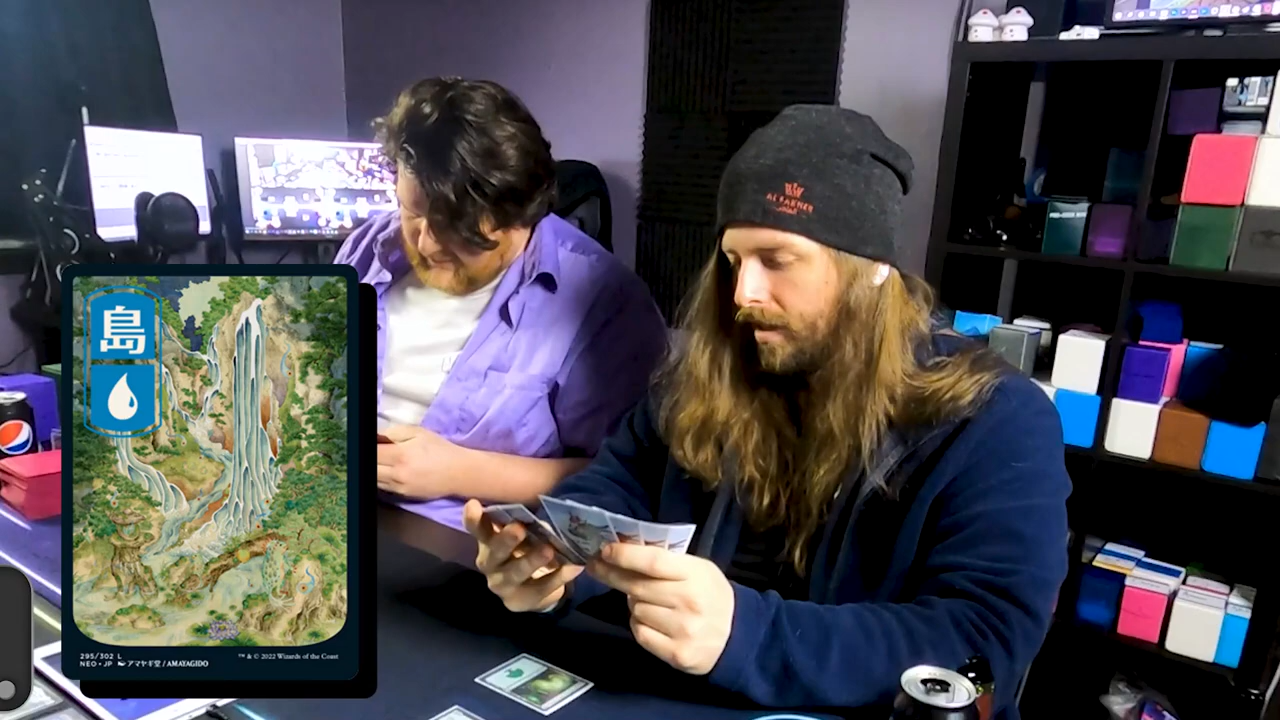 島
295/302 L
NEO • JP アマヤギ堂 / AMAYAGIDO
™ & © 2022 Wizards of the Coast